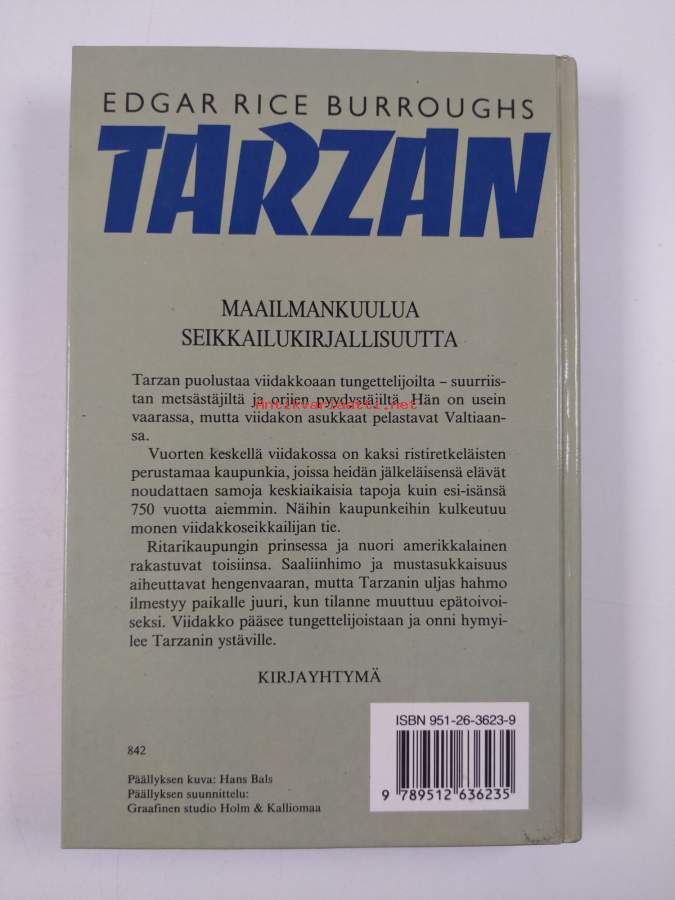 EDGAR RICE BURROUGHS
TARZAN
MAAILMANKUULUA
SEIKKAILUKIRJALLISUUTTA
Tarzan puolustaa viidakkoaan tungettelijoilta – suurriis-
tan metsästäjiltä ja orjien pyydystäjiltä. Hän on usein
Antikvariaatti.net
vaarassa, mutta viidakon asukkaat pelastavat Valtiaan-
sa.
Vuorten keskellä viidakossa on kaksi ristiretkeläisten
perustamaa kaupunkia, joissa heidän jälkeläisensä elävät
noudattaen samoja keskiaikaisia tapoja kuin esi-isänsä
750 vuotta aiemmin. Näihin kaupunkeihin kulkeutuu
monen viidakkoseikkailijan tie.
Ritarikaupungin prinsessa ja nuori amerikkalainen
rakastuvat toisiinsa. Saaliinhimo ja mustasukkaisuus
aiheuttavat hengenvaaran, mutta Tarzanin uljas hahmo
ilmestyy paikalle juuri, kun tilanne muuttuu epätoivoi-
seksi. Viidakko pääsee tungettelijoistaan ja onni hymyi-
lee Tarzanin ystäville.
KIRJAYHTYMÄ
ISBN 951-26-3623-9
9 789512 636235
842
Päällyksen kuva: Hans Bals
Päällyksen suunnittelu:
Graafinen studio Holm & Kalliomaa